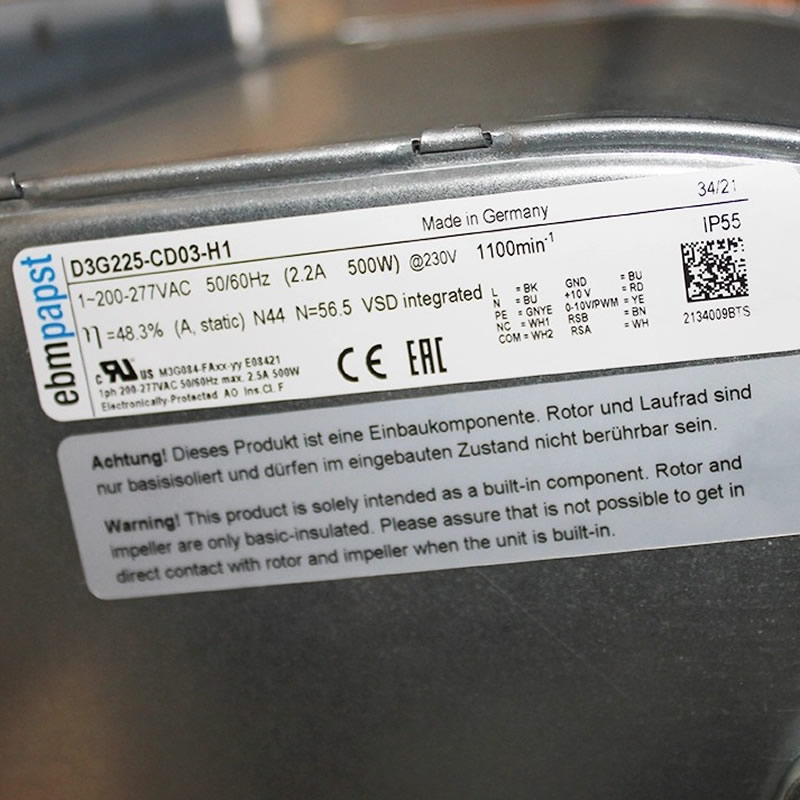 ebmpapst
34/21
D3G225-CD03-H1
Made in Germany
IP55
1~200-277VAC 50/60Hz (2.2A 500W) @230V 1100min-1
η =48.3% (A, static) N44 N=56.5 VSD integrated
L = BK
N = BU
PE = GNYE
NC = WH1
COM = WH2
GND = BU
+10 V = RD
0-10V/PWM = YE
RSB = BN
RSA = WH
2134009BTS
c RU US M3G084-FAxx-yy E08421
1ph 200-277VAC 50/60Hz max. 2.5A 500W
Electronically-Protected AO Ins.Cl. F
CE EAC
Achtung! Dieses Produkt ist eine Einbaukomponente. Rotor und Laufrad sind
nur basisisoliert und dürfen im eingebauten Zustand nicht berührbar sein.
Warning! This product is solely intended as a built-in component. Rotor and
impeller are only basic-insulated. Please assure that is not possible to get in
direct contact with rotor and impeller when the unit is built-in.